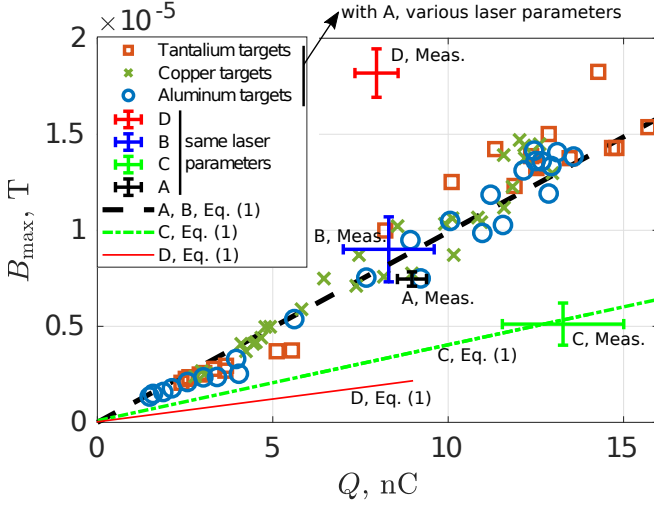 × 10⁻⁵
with A, various laser parameters
2
1.5
1
0.5
0
B_max, T
Tantalium targets
Copper targets
Aluminum targets
D
B
C
A
same laser
parameters
A, B, Eq. (1)
C, Eq. (1)
D, Eq. (1)
D, Meas.
B, Meas.
A, Meas.
C, Meas.
C, Eq. (1)
D, Eq. (1)
0 5 10 15
Q, nC